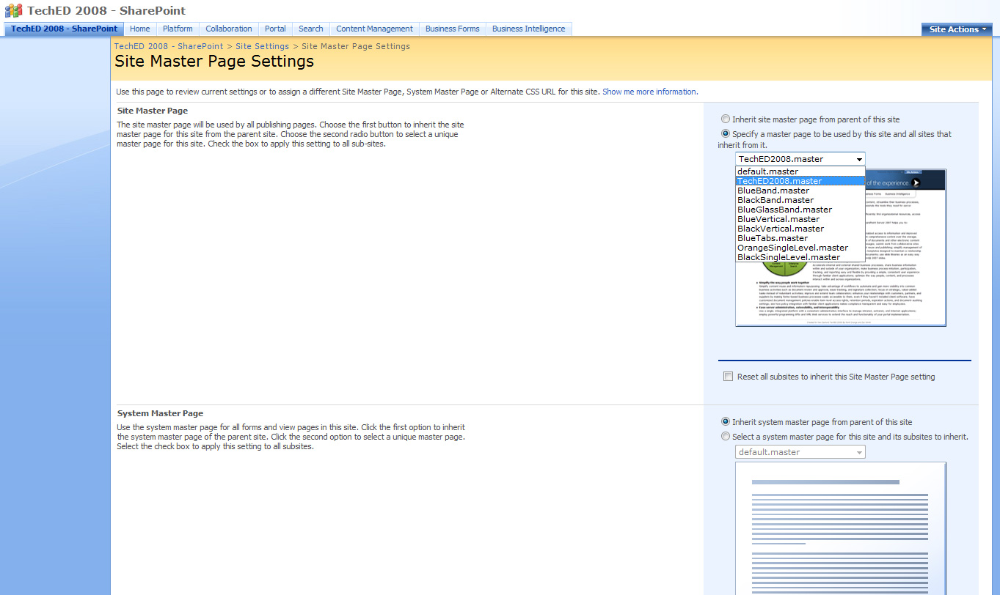 TechED 2008 - SharePoint
TechED 2008 - SharePoint Home Platform Collaboration Portal Search Content Management Business Forms Business Intelligence Site Actions
TechED 2008 - SharePoint > Site Settings > Site Master Page Settings
Site Master Page Settings
Use this page to review current settings or to assign a different Site Master Page, System Master Page or Alternate CSS URL for this site. Show me more information.
Site Master Page
The site master page will be used by all publishing pages. Choose the first button to inherit the site
master page for this site from the parent site. Choose the second radio button to select a unique
master page for this site. Check the box to apply this setting to all sub-sites.
Inherit site master page from parent of this site
Specify a master page to be used by this site and all sites that
inherit from it.
TechED2008.master
default.master
TechED2008.master
BlueBand.master
BlackBand.master
BlueGlassBand.master
BlueVertical.master
BlackVertical.master
BlueTabs.master
OrangeSingleLevel.master
BlackSingleLevel.master
of the experience
Reset all subsites to inherit this Site Master Page setting
System Master Page
Use the system master page for all forms and view pages in this site. Click the first option to inherit
the system master page of the parent site. Click the second option to select a unique master page.
Select the check box to apply this setting to all subsites.
Inherit system master page from parent of this site
Select a system master page for this site and its subsites to inherit.
default.master